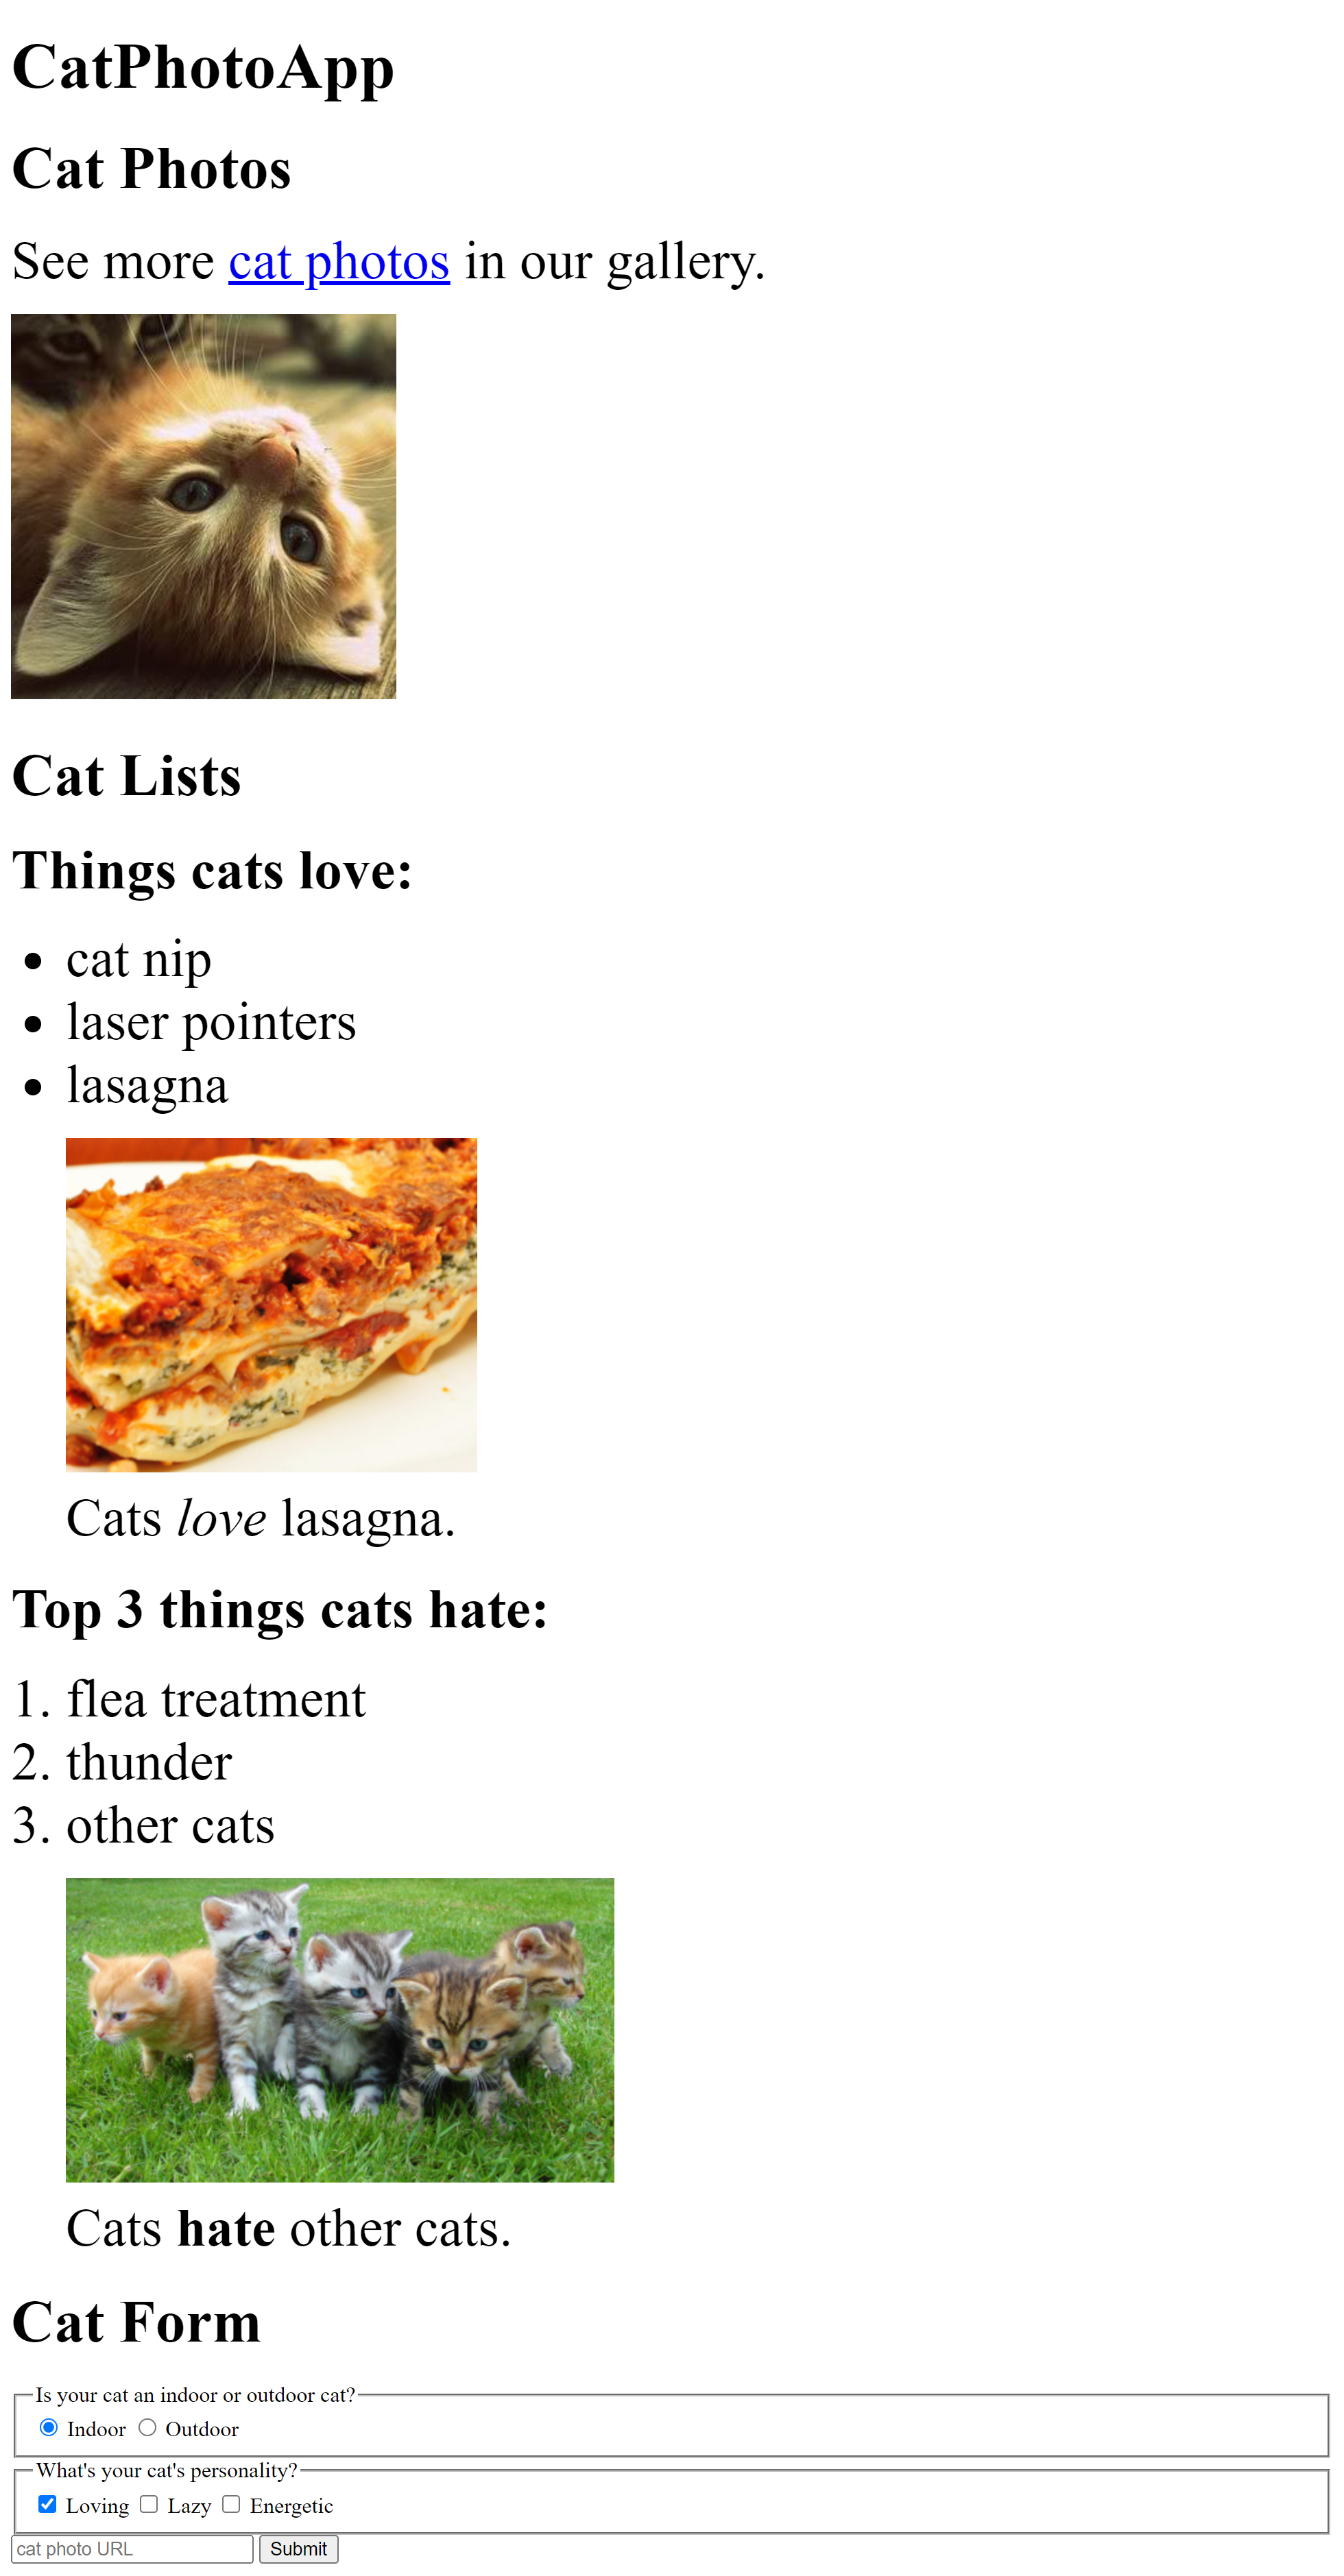 CatPhotoApp
Cat Photos
See more cat photos in our gallery.
Cat Lists
Things cats love:
cat nip
laser pointers
lasagna
Cats love lasagna.
Top 3 things cats hate:
1. flea treatment
2. thunder
3. other cats
Cats hate other cats.
Cat Form
Is your cat an indoor or outdoor cat?
Indoor Outdoor
What's your cat's personality?
Loving Lazy Energetic
cat photo URL Submit